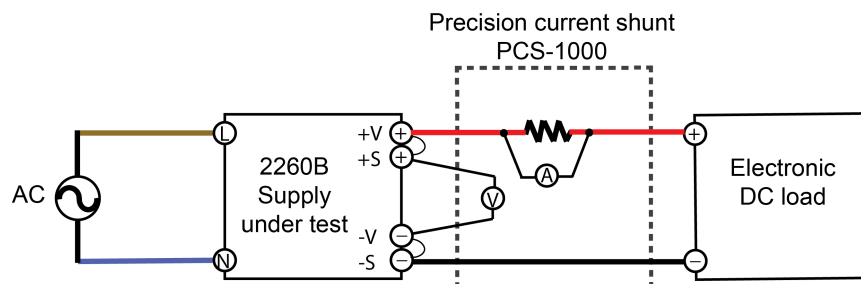 Precision current shunt
PCS-1000
L
+V
+
+
+S
+
2260B
Supply
under test
A
Electronic
DC load
AC
V
-V
−
N
-S
−
−